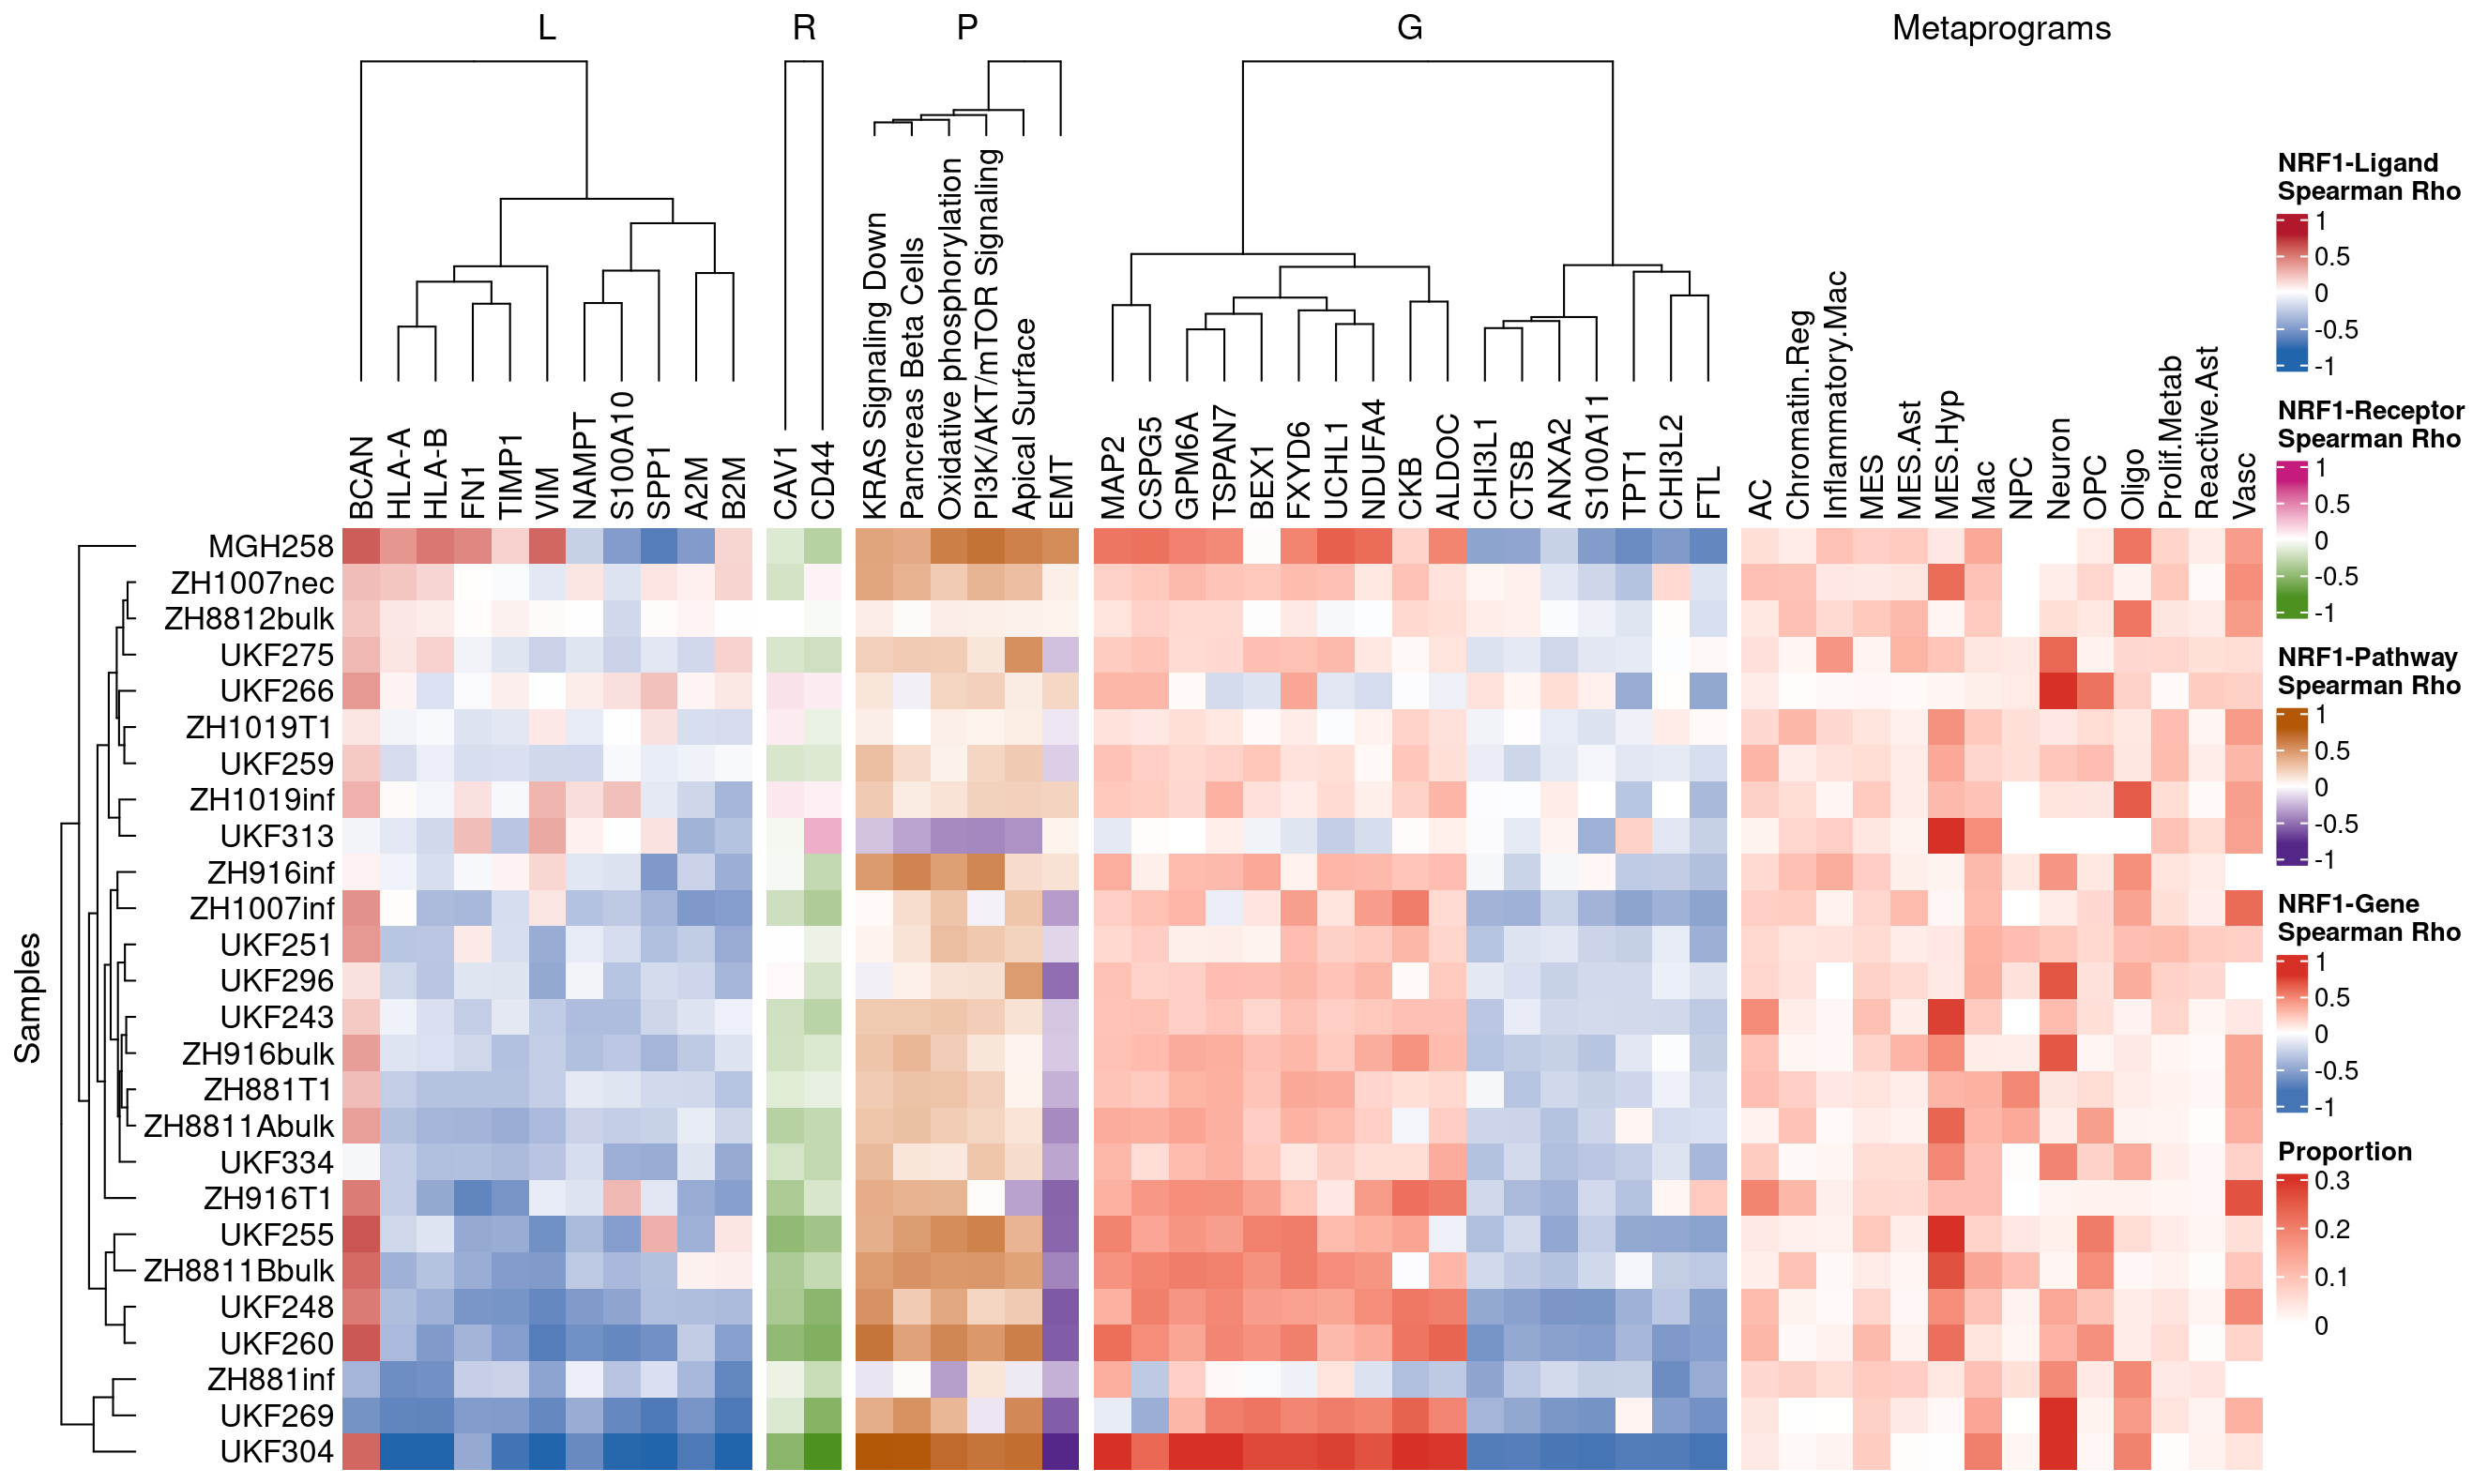 L R P G Metaprograms
BCAN HLA-A HLA-B FN1 TIMP1 VIM NAMPT S100A10 SPP1 A2M B2M
CAV1 CD44
KRAS Signaling Down
Pancreas Beta Cells
Oxidative phosphorylation
PI3K/AKT/mTOR Signaling
Apical Surface
EMT
MAP2 CSPG5 GPM6A TSPAN7 BEX1 FXYD6 UCHL1 NDUFA4 CKB ALDOC CHI3L1 CTSB ANXA2 S100A11 TPT1 CHI3L2 FTL
AC Chromatin.Reg Inflammatory.Mac MES MES.Ast MES.Hyp Mac NPC Neuron OPC Oligo Prolif.Metab Reactive.Ast Vasc
Samples
MGH258
ZH1007nec
ZH8812bulk
UKF275
UKF266
ZH1019T1
UKF259
ZH1019inf
UKF313
ZH916inf
ZH1007inf
UKF251
UKF296
UKF243
ZH916bulk
ZH881T1
ZH8811Abulk
UKF334
ZH916T1
UKF255
ZH8811Bbulk
UKF248
UKF260
ZH881inf
UKF269
UKF304
NRF1-Ligand
Spearman Rho
1
0.5
0
-0.5
-1
NRF1-Receptor
Spearman Rho
1
0.5
0
-0.5
-1
NRF1-Pathway
Spearman Rho
1
0.5
0
-0.5
-1
NRF1-Gene
Spearman Rho
1
0.5
0
-0.5
-1
Proportion
0.3
0.2
0.1
0